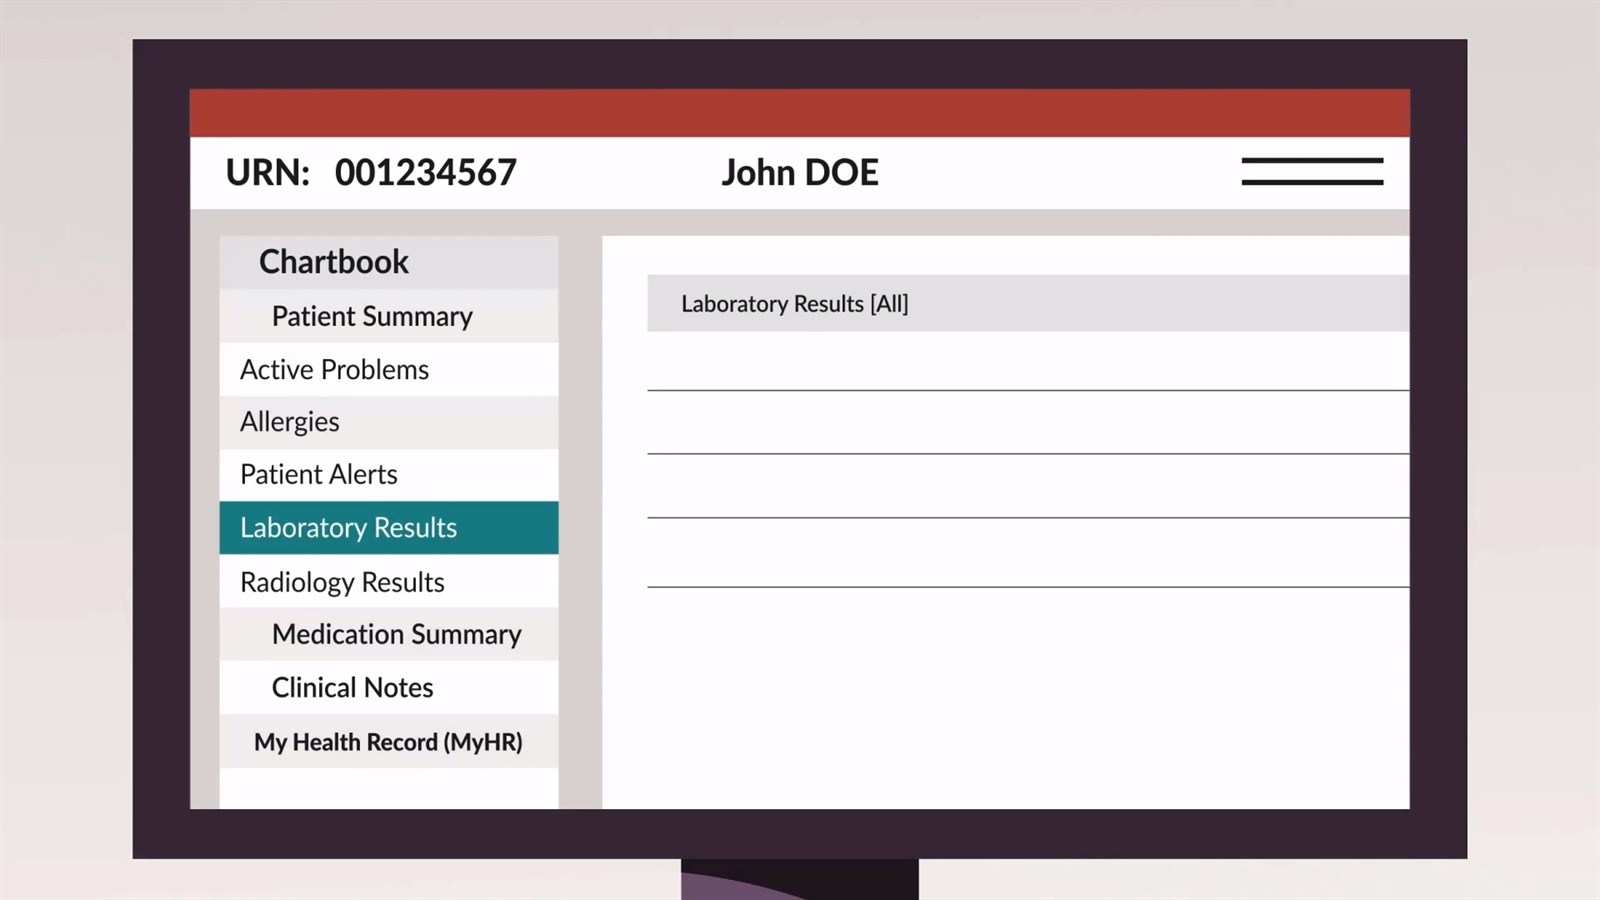 URN: 001234567
John DOE
Chartbook
Patient Summary
Active Problems
Allergies
Patient Alerts
Laboratory Results
Radiology Results
Medication Summary
Clinical Notes
My Health Record (MyHR)
Laboratory Results [All]